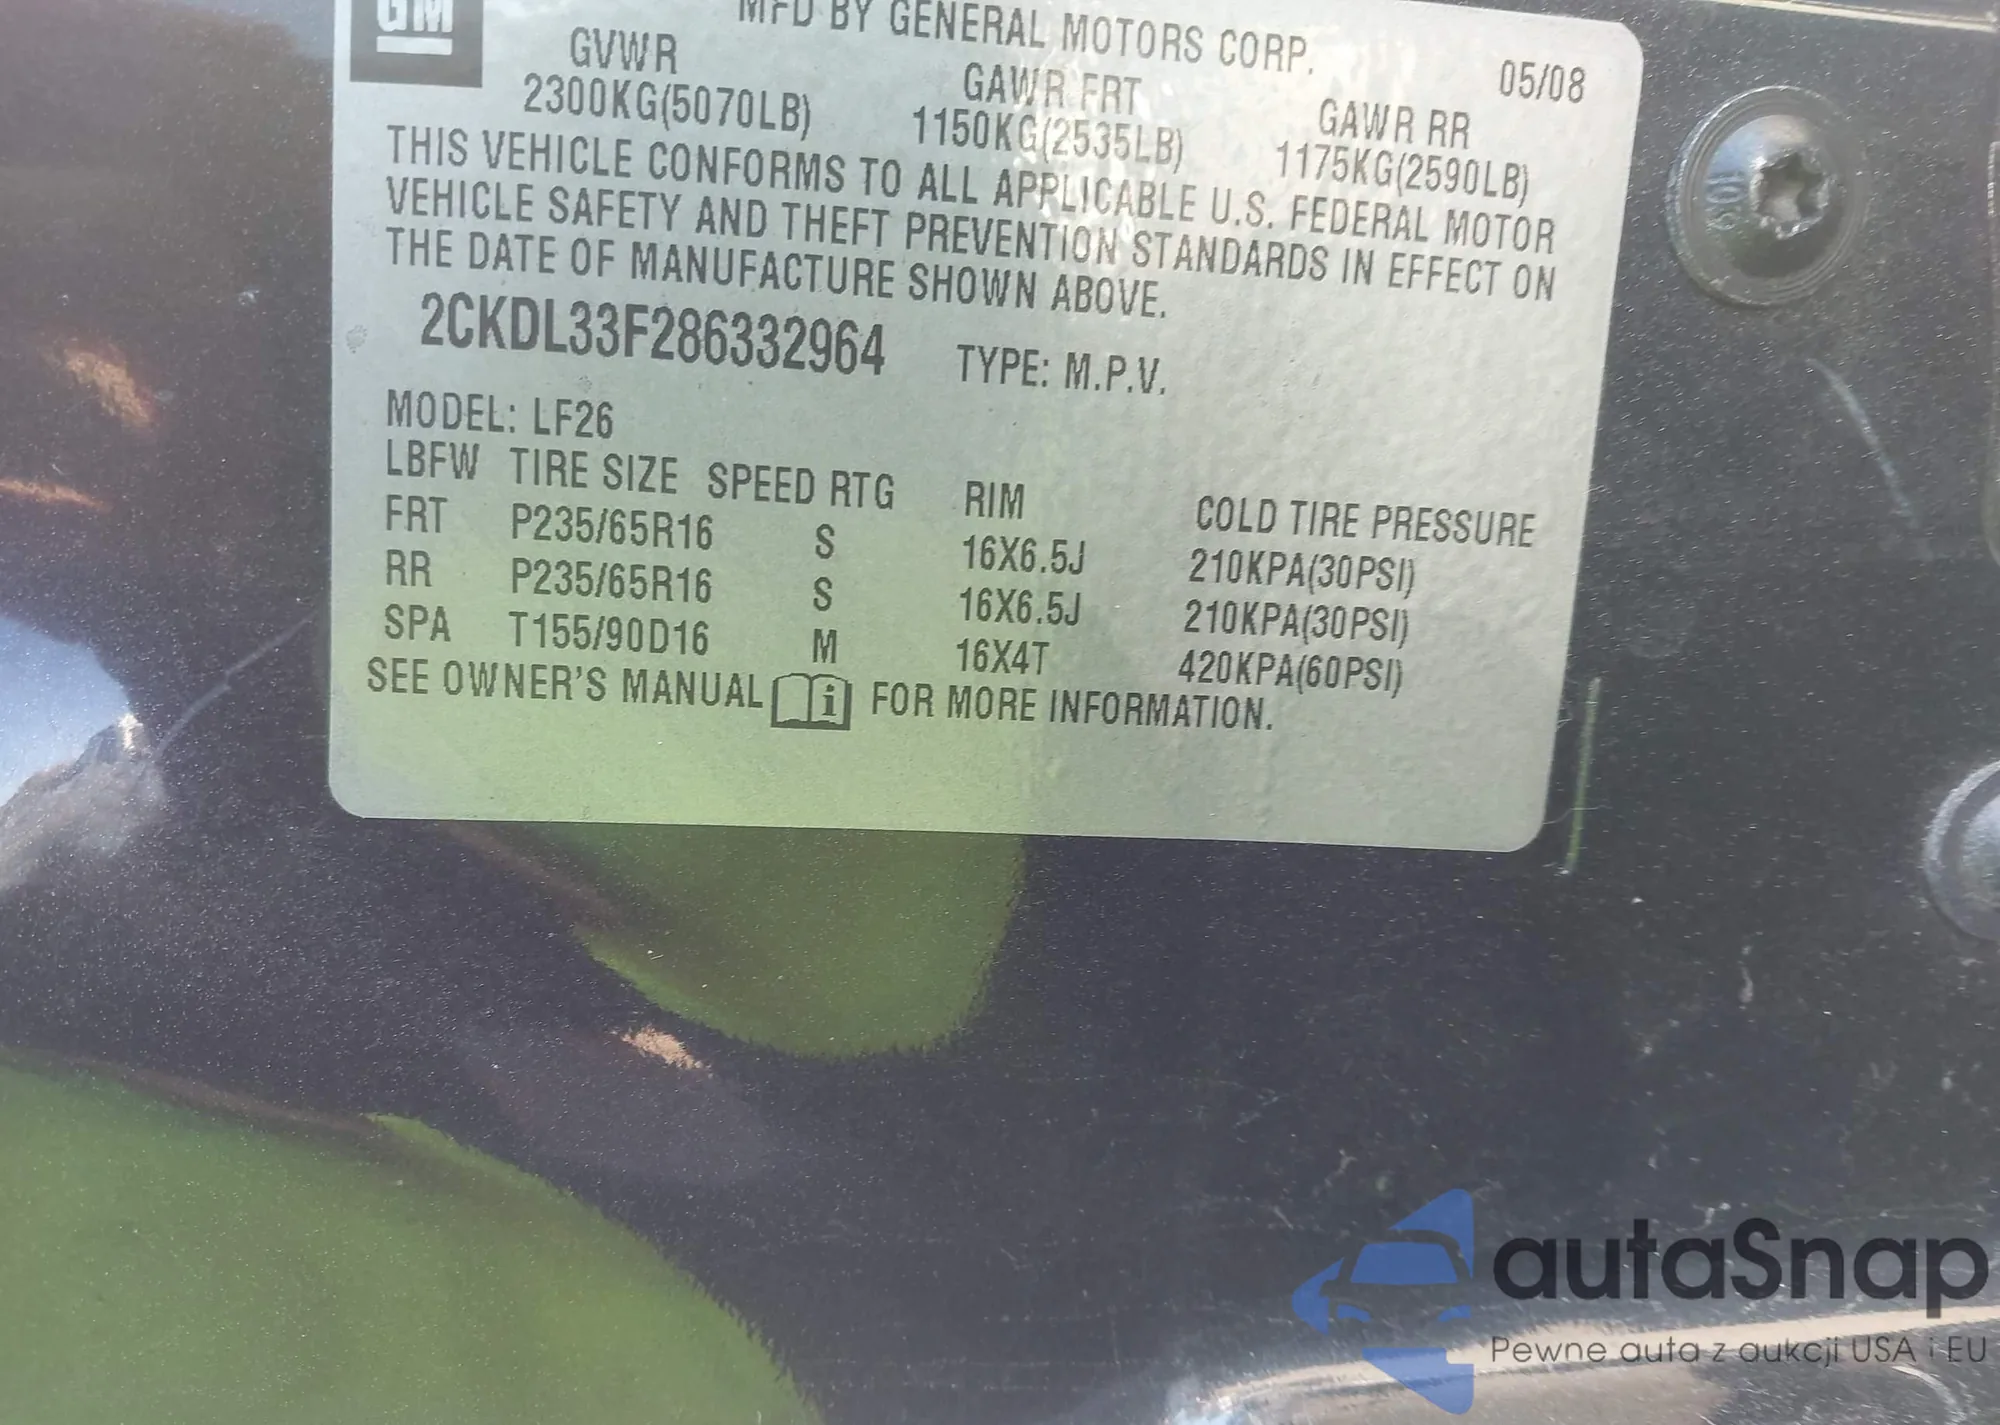 GM
MFD BY GENERAL MOTORS CORP.
05/08
GVWR GAWR FRT GAWR RR
2300KG(5070LB) 1150KG(2535LB) 1175KG(2590LB)
THIS VEHICLE CONFORMS TO ALL APPLICABLE U.S. FEDERAL MOTOR
VEHICLE SAFETY AND THEFT PREVENTION STANDARDS IN EFFECT ON
THE DATE OF MANUFACTURE SHOWN ABOVE.
2CKDL33F286332964 TYPE: M.P.V.
MODEL: LF26
LBFW TIRE SIZE SPEED RTG RIM COLD TIRE PRESSURE
FRT P235/65R16 S 16X6.5J 210KPA(30PSI)
RR P235/65R16 S 16X6.5J 210KPA(30PSI)
SPA T155/90D16 M 16X4T 420KPA(60PSI)
SEE OWNER'S MANUAL i FOR MORE INFORMATION.
autaSnap
Pewne auta z aukcji USA i EU